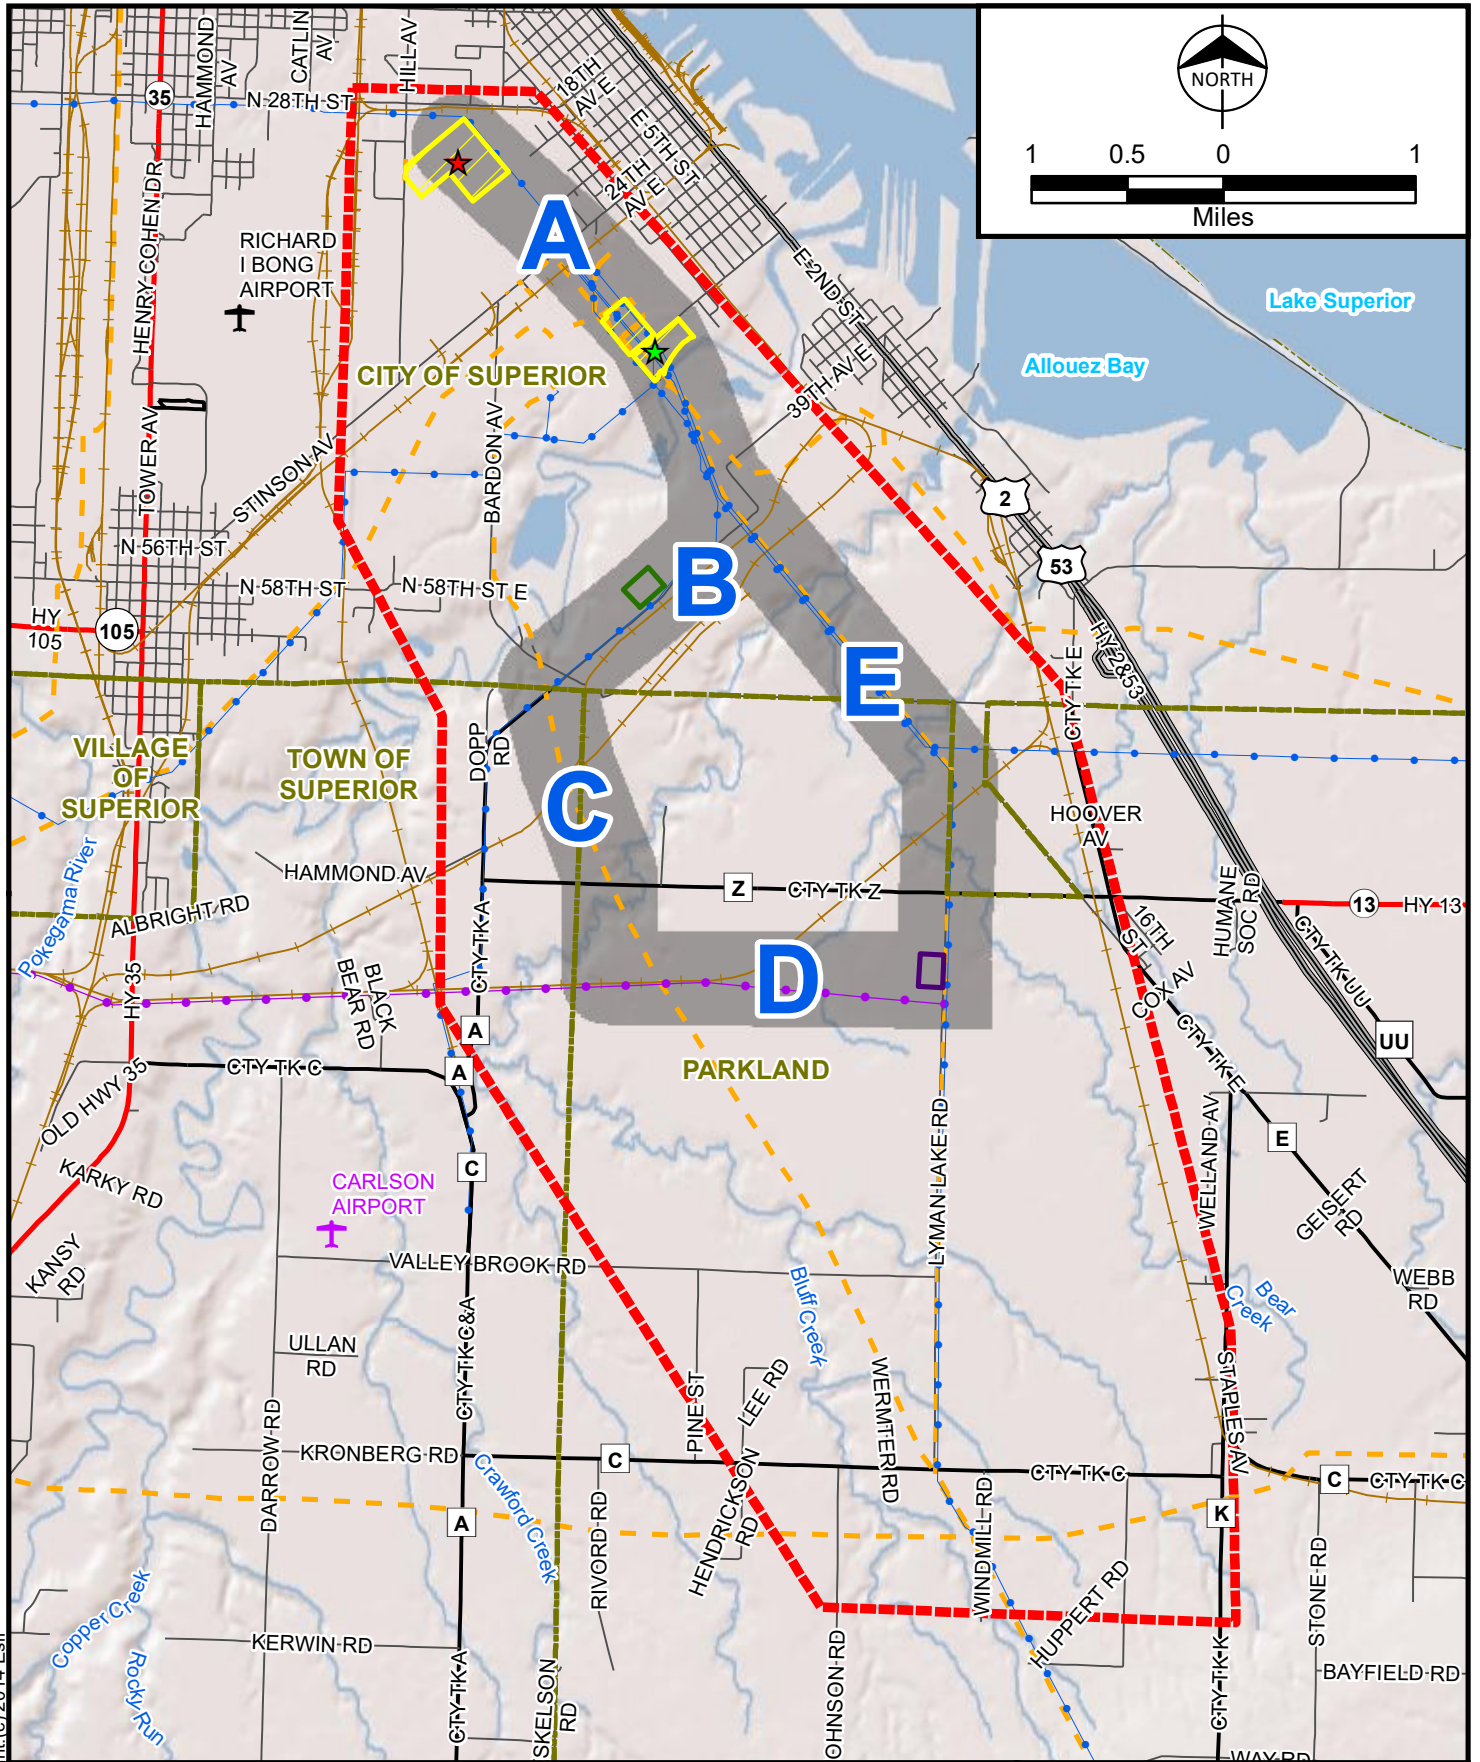 HAMMOND
AV
CATLIN
AV
HILL AV
35
N 28TH ST
18TH
AV E
E 5TH ST
24TH
AV E
NORTH
1 0.5 0 1
Miles
HENRY COHEN DR
RICHARD
I BONG
AIRPORT
A
E 2ND ST
Lake Superior
Allouez Bay
CITY OF SUPERIOR
39TH AV E
TOWER AV
STINSON AV
BARDON AV
2
N 56TH ST
53
N 58TH ST
N 58TH ST E
B
HY
105
105
HY 2&53
CTY TK E
E
VILLAGE
OF
SUPERIOR
TOWN OF
SUPERIOR
DOPP
RD
C
HOOVER
AV
HAMMOND AV
Z
CTY TK Z
Pokegama River
ALBRIGHT RD
HUMANE
SOC RD
13
HY 13
16TH
ST
CTY TK UU
HY 35
BLACK
BEAR RD
CTY TK A
D
COX AV
A
UU
CTY TK E
OLD HWY 35
CTY TK C
A
PARKLAND
LYMAN LAKE RD
WELLAND AV
E
KARKY RD
C
CARLSON
AIRPORT
GEISERT
RD
KANSY
RD
VALLEY BROOK RD
Bluff Creek
Bear
Creek
WEBB
RD
ULLAN
RD
CTY TK C&A
PINE ST
LEE RD
WERMTER RD
STAPLES AV
DARROW RD
KRONBERG RD
C
CTY TK C
C
CTY TK C
Crawford Creek
HENDRICKSON
RD
WINDMILL RD
K
A
RIVORD RD
STONE RD
Copper Creek
HUPPERT RD
KERWIN RD
Rocky Run
CTY TK A
SKELSON
RD
OHNSON RD
CTY TK K
BAYFIELD RD
WAY RD